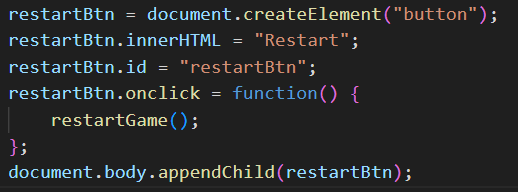 restartBtn = document.createElement("button");
restartBtn.innerHTML = "Restart";
restartBtn.id = "restartBtn";
restartBtn.onclick = function() {
    restartGame();
};
document.body.appendChild(restartBtn);